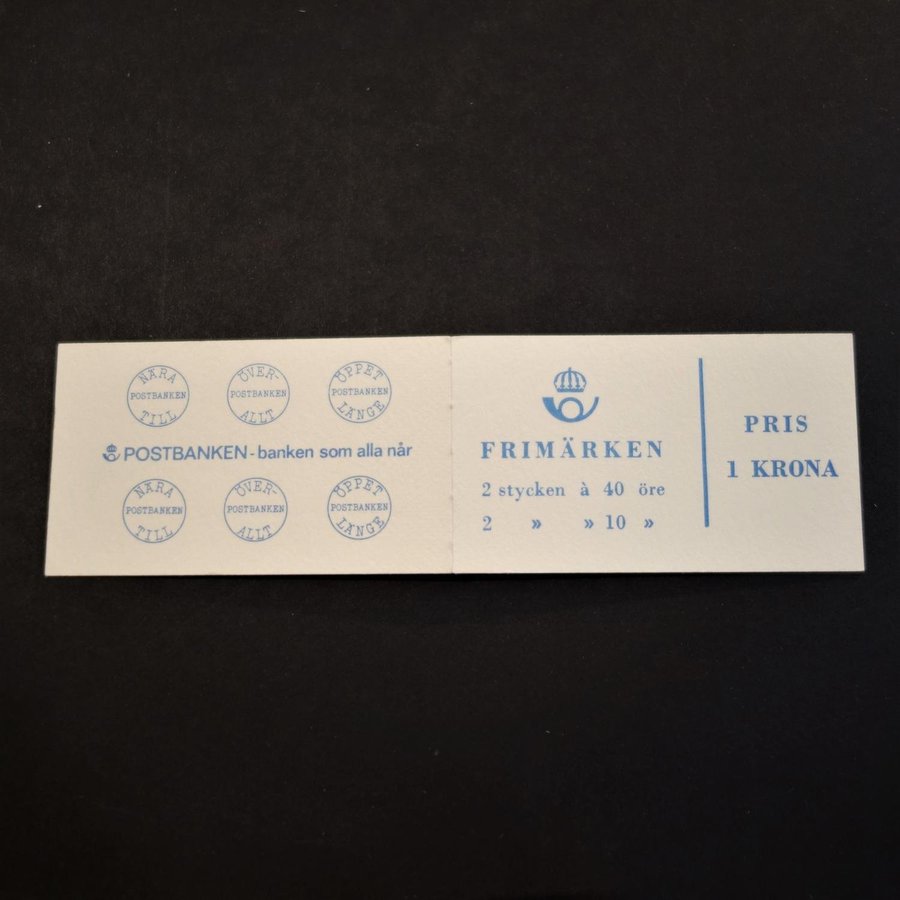 NÄRA
POSTBANKEN
TILL
ÖVER-
POSTBANKEN
ALLT
ÖPPET
POSTBANKEN
LÄNGE
POSTBANKEN - banken som alla når
NÄRA
POSTBANKEN
TILL
ÖVER-
POSTBANKEN
ALLT
ÖPPET
POSTBANKEN
LÄNGE
FRIMÄRKEN
2 stycken à 40 öre
2 » » 10 »
PRIS
1 KRONA